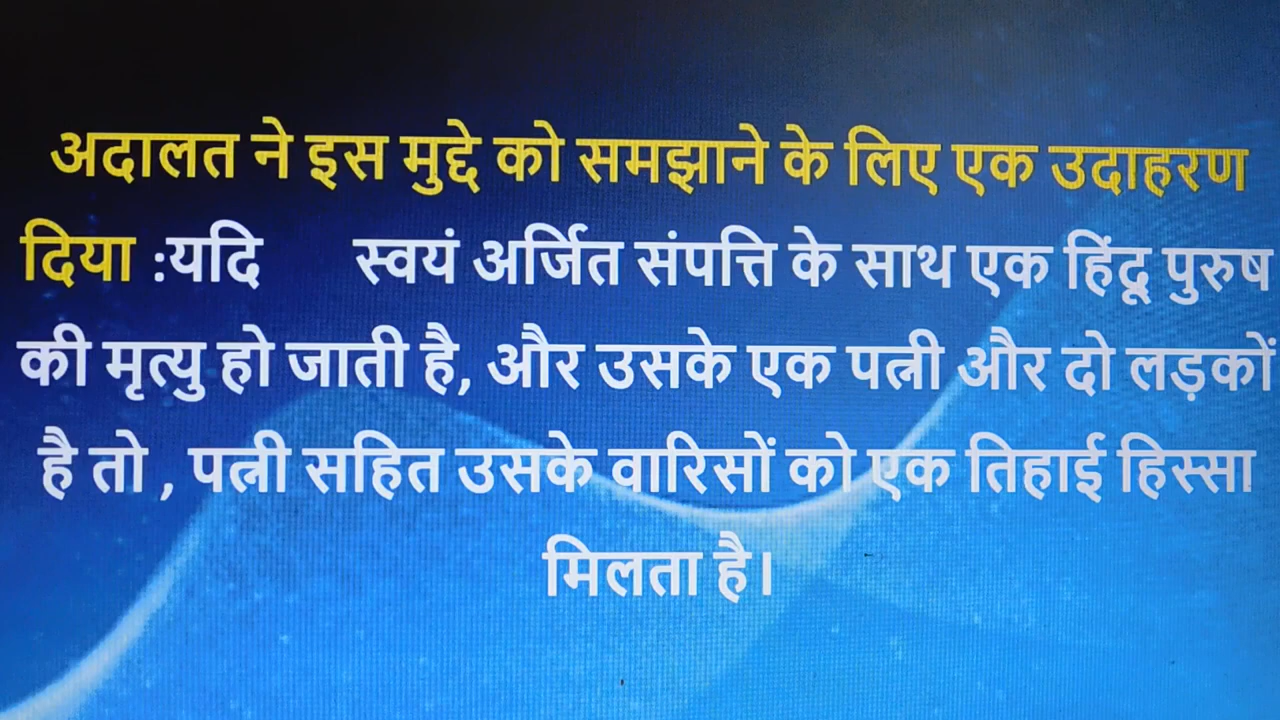 अदालत ने इस मुद्दे को समझाने के लिए एक उदाहरण
दिया :यदि स्वयं अर्जित संपत्ति के साथ एक हिंदू पुरुष
की मृत्यु हो जाती है, और उसके एक पत्नी और दो लड़कों
है तो , पत्नी सहित उसके वारिसों को एक तिहाई हिस्सा
मिलता है।